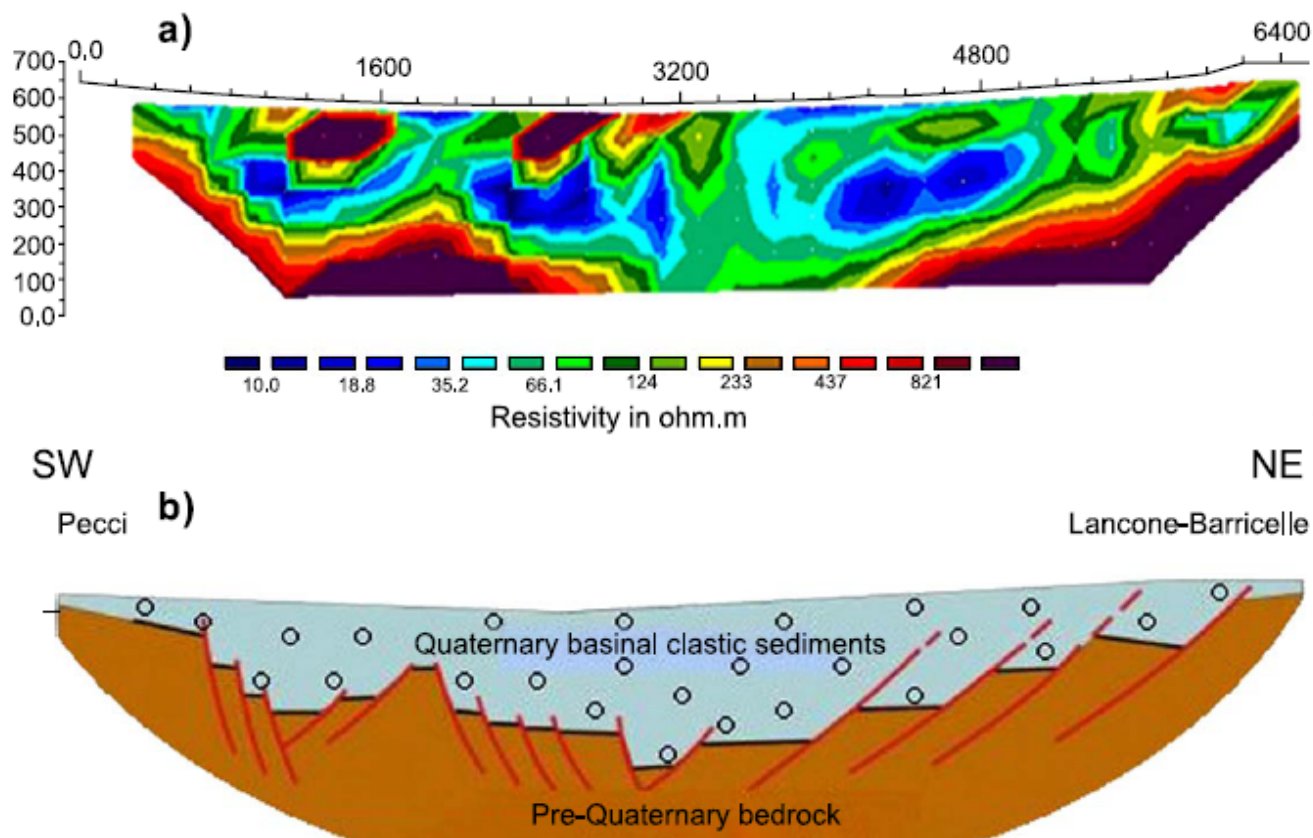 a)
0,0 1600 3200 4800 6400
700
600
500
400
300
200
100
0,0
10.0 18.8 35.2 66.1 124 233 437 821
Resistivity in ohm.m
SW NE
b)
Pecci Lancone-Barricelle
Quaternary basinal clastic sediments
Pre-Quaternary bedrock